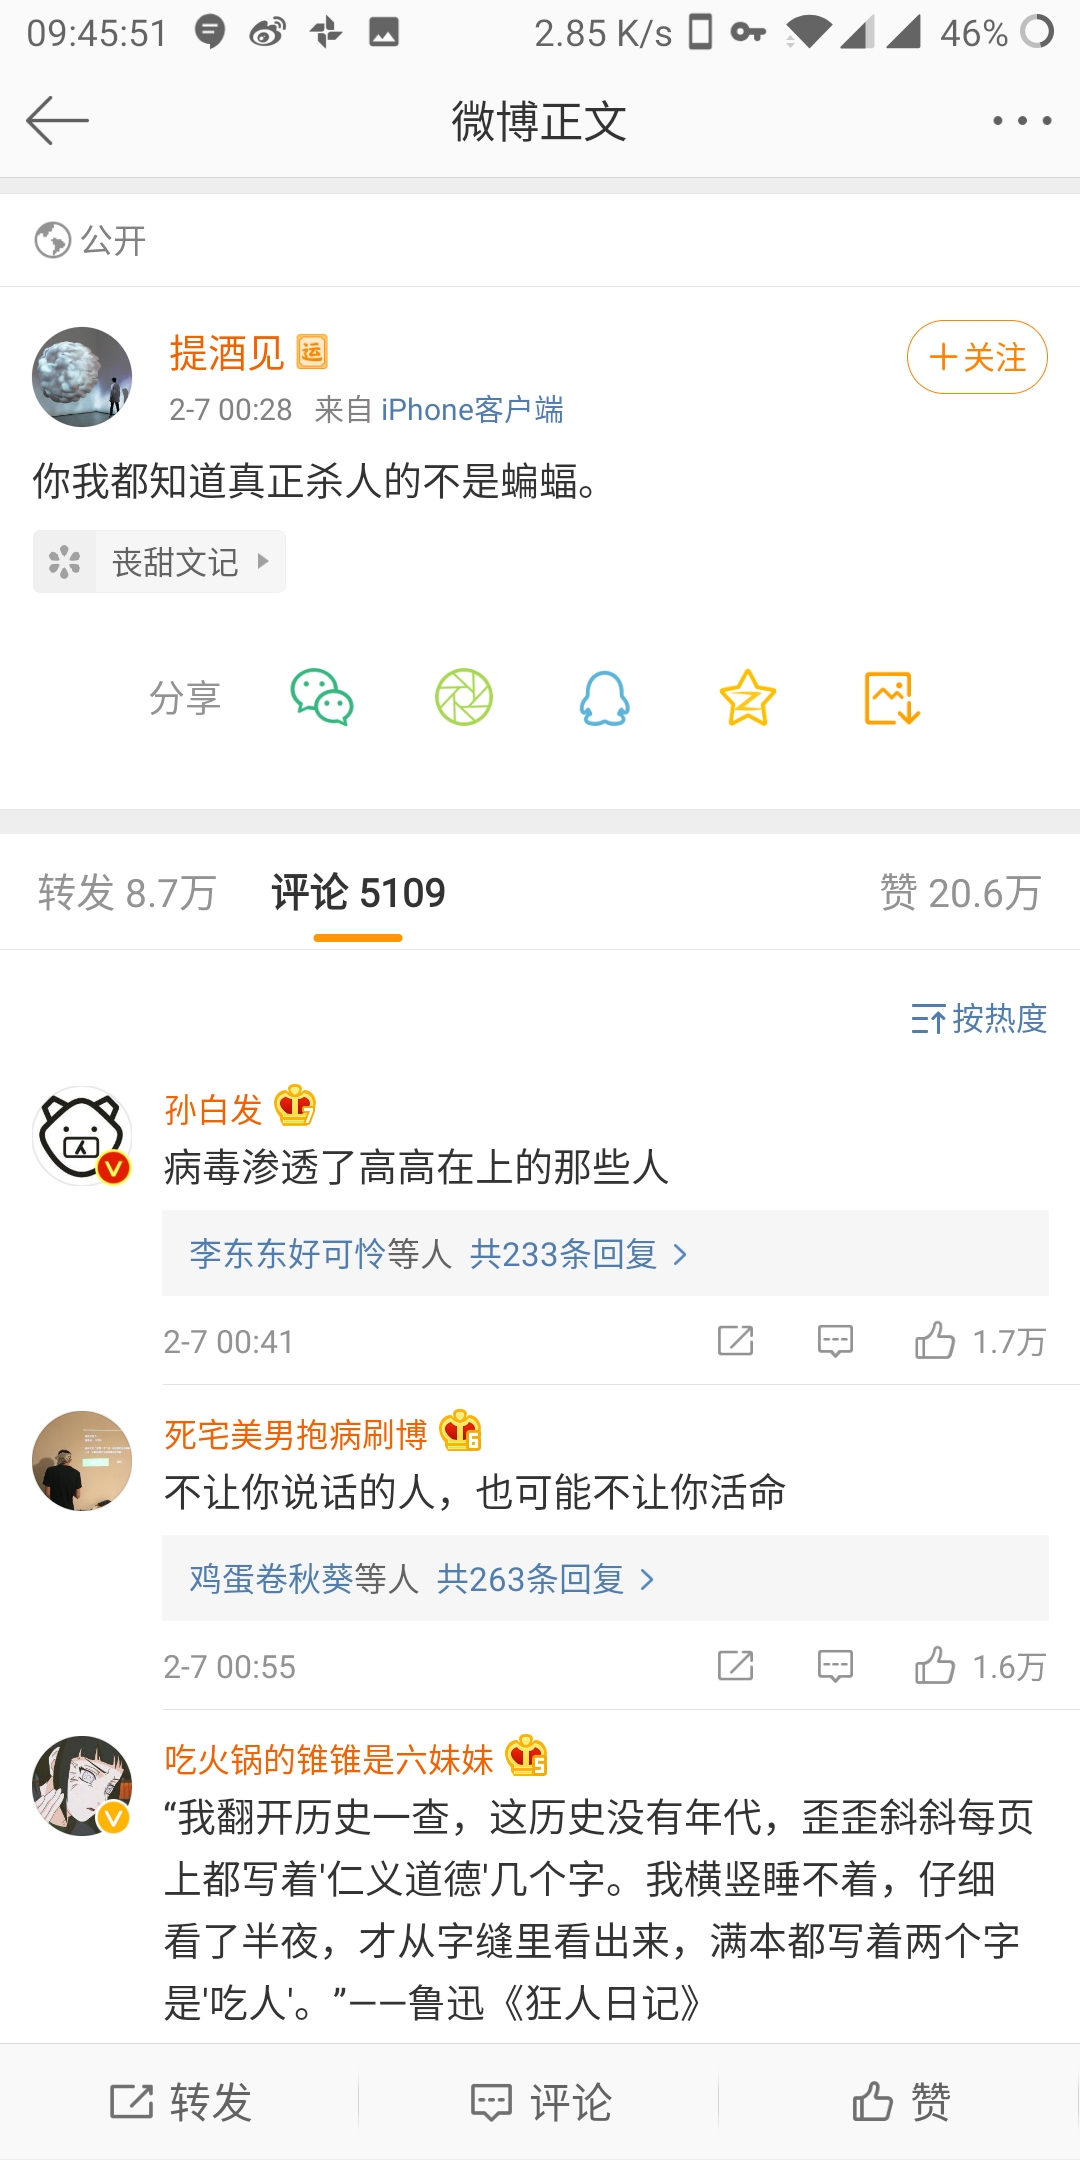 09:45:51 2.85 K/s 46%
微博正文
公开
提酒见 运
+关注
2-7 00:28 来自 iPhone客户端
你我都知道真正杀人的不是蝙蝠。
丧甜文记
分享
转发 8.7万 评论 5109 赞 20.6万
按热度
孙白发 7
病毒渗透了高高在上的那些人
李东东好可怜等人 共233条回复 >
2-7 00:41 1.7万
死宅美男抱病刷博 6
不让你说话的人，也可能不让你活命
鸡蛋卷秋葵等人 共263条回复 >
2-7 00:55 1.6万
吃火锅的锥锥是六妹妹 5
“我翻开历史一查，这历史没有年代，歪歪斜斜每页
上都写着'仁义道德'几个字。我横竖睡不着，仔细
看了半夜，才从字缝里看出来，满本都写着两个字
是'吃人'。”——鲁迅《狂人日记》
转发 评论 赞